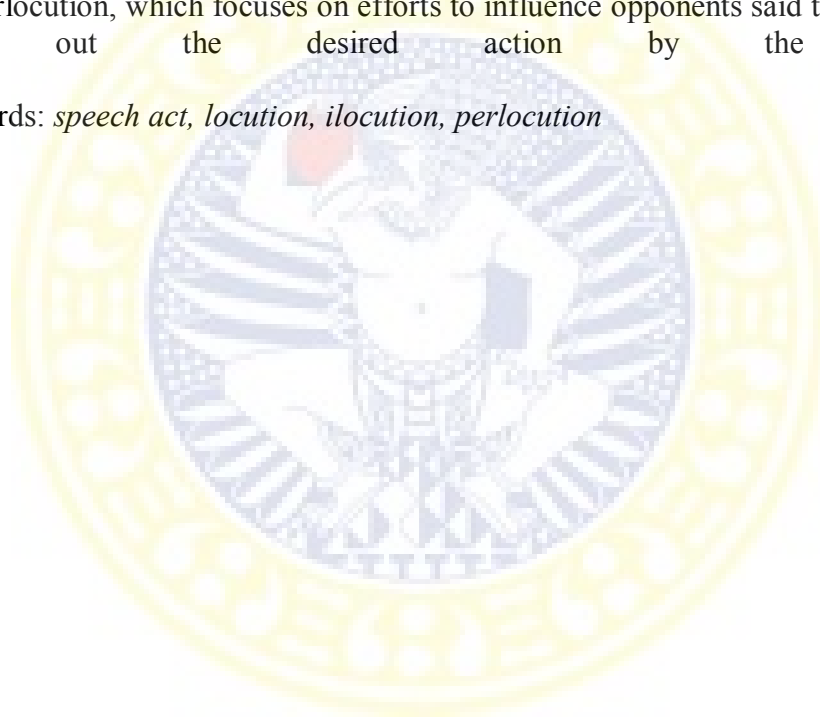 rlocution, which focuses on efforts to influence opponents said t
out the desired action by the
rds: speech act, locution, ilocution, perlocution